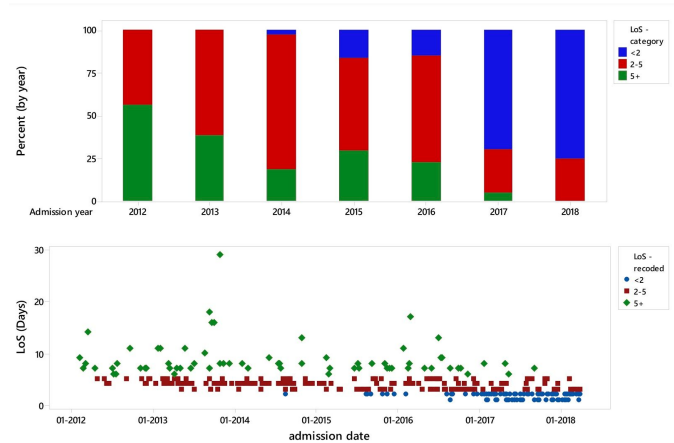 LoS -
category
<2
2-5
5+
Percent (by year)
100
75
50
25
0
Admission year
2012 2013 2014 2015 2016 2017 2018
LoS -
recoded
<2
2-5
5+
LoS (Days)
30
20
10
0
01-2012 01-2013 01-2014 01-2015 01-2016 01-2017 01-2018
admission date